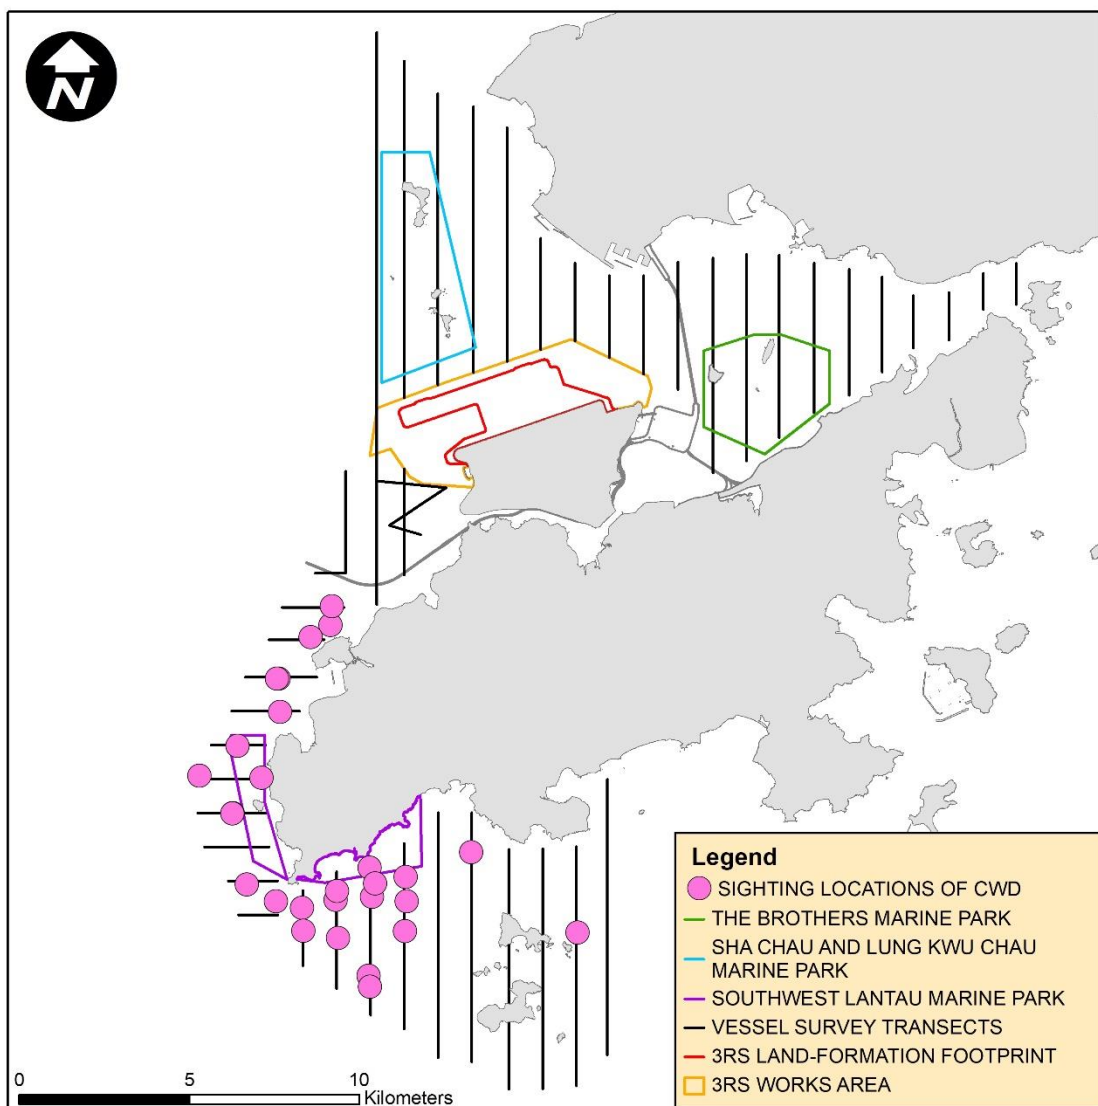 N
Legend
SIGHTING LOCATIONS OF CWD
THE BROTHERS MARINE PARK
SHA CHAU AND LUNG KWU CHAU
MARINE PARK
SOUTHWEST LANTAU MARINE PARK
VESSEL SURVEY TRANSECTS
3RS LAND-FORMATION FOOTPRINT
3RS WORKS AREA
0 5 10
Kilometers